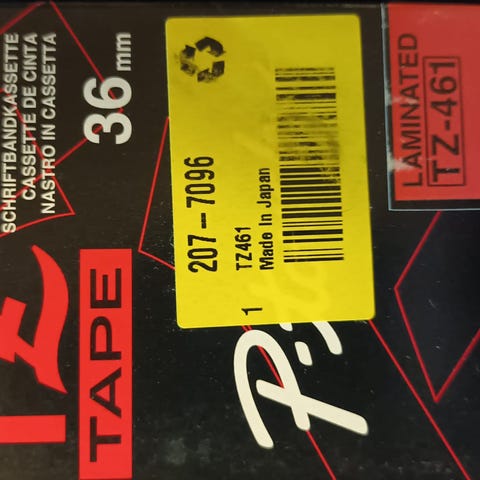 SCHRIFTBANDKASSETTE
CASSETTE DE CINTA
NASTRO IN CASSETTA
36 mm
TAPE
207-7096
TZ461
Made In Japan
1
LAMINATED
TZ-461